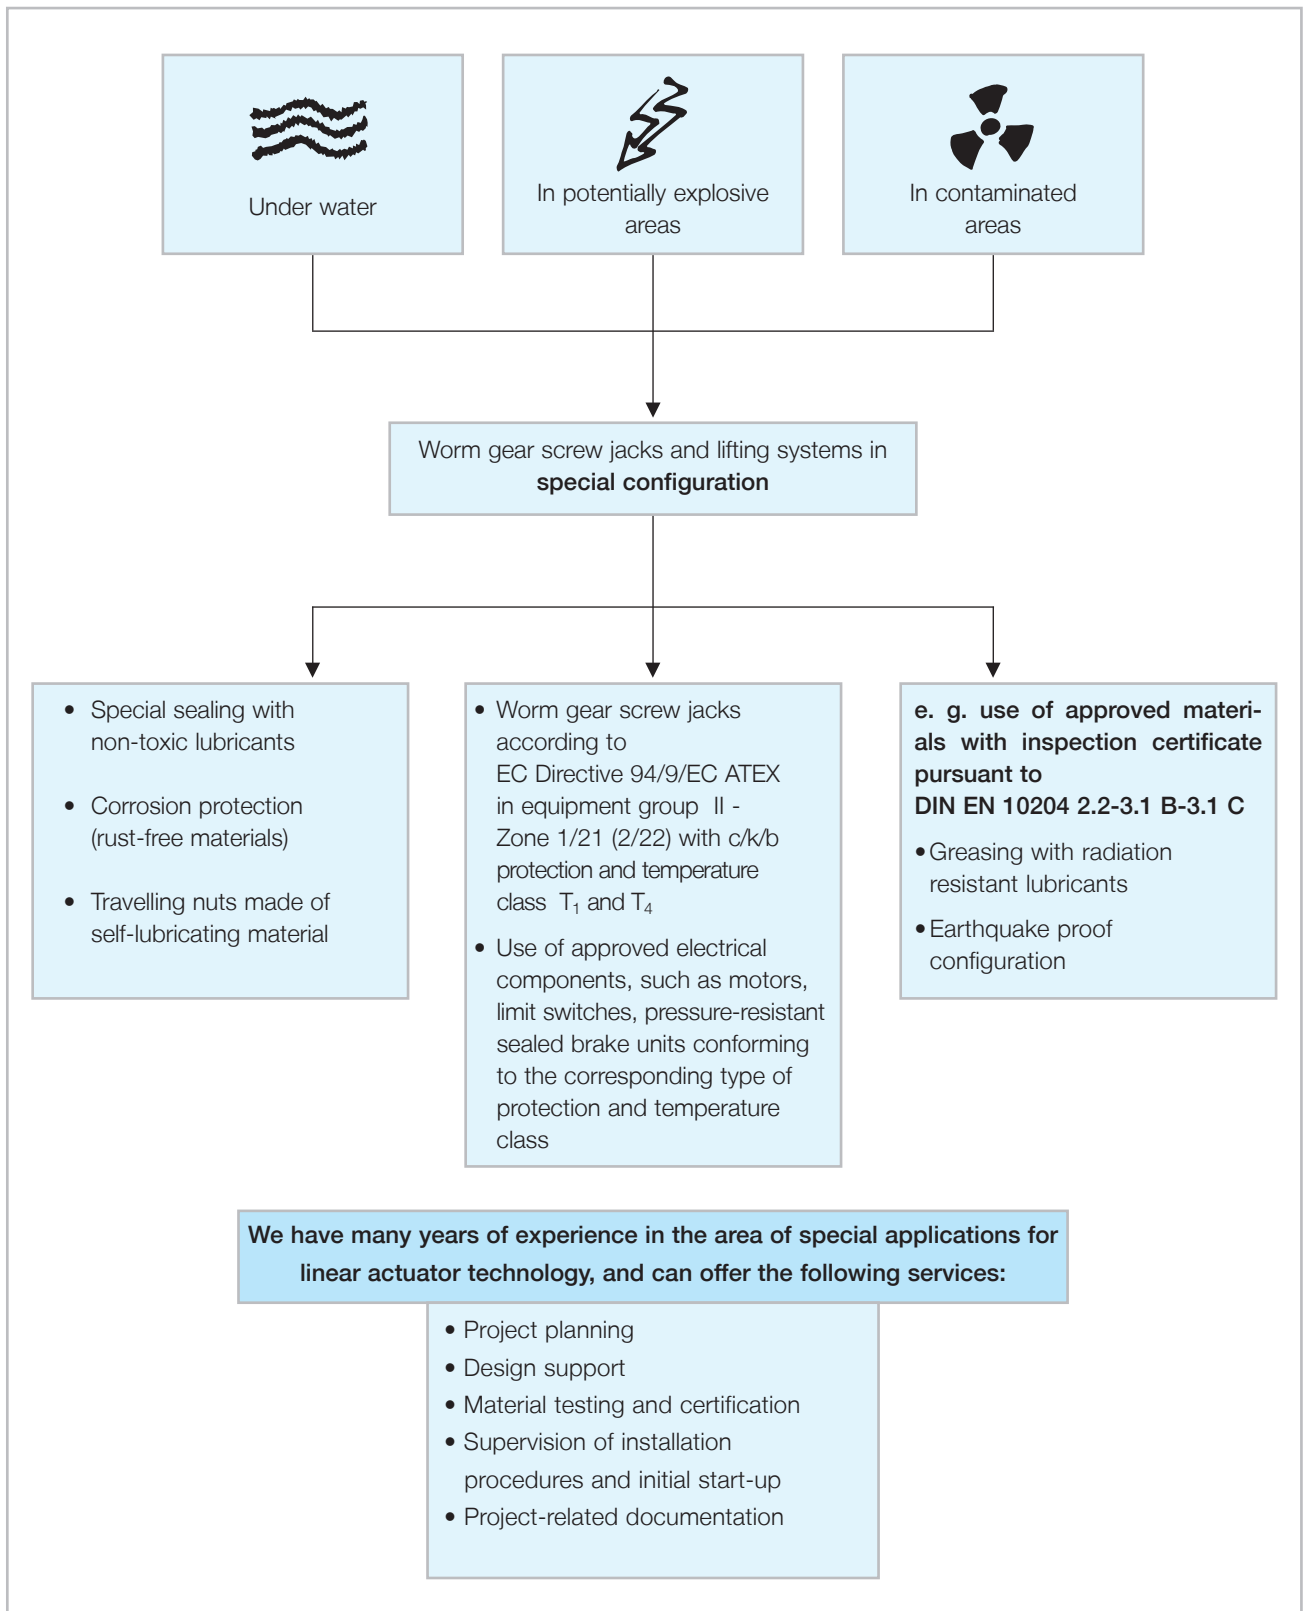 Under water
In potentially explosive
areas
In contaminated
areas
Worm gear screw jacks and lifting systems in
special configuration
• Special sealing with
non-toxic lubricants
• Corrosion protection
(rust-free materials)
• Travelling nuts made of
self-lubricating material
• Worm gear screw jacks
according to
EC Directive 94/9/EC ATEX
in equipment group II -
Zone 1/21 (2/22) with c/k/b
protection and temperature
class T₁ and T₄
• Use of approved electrical
components, such as motors,
limit switches, pressure-resistant
sealed brake units conforming
to the corresponding type of
protection and temperature
class
e. g. use of approved materi-
als with inspection certificate
pursuant to
DIN EN 10204 2.2-3.1 B-3.1 C
• Greasing with radiation
resistant lubricants
• Earthquake proof
configuration
We have many years of experience in the area of special applications for
linear actuator technology, and can offer the following services:
• Project planning
• Design support
• Material testing and certification
• Supervision of installation
procedures and initial start-up
• Project-related documentation